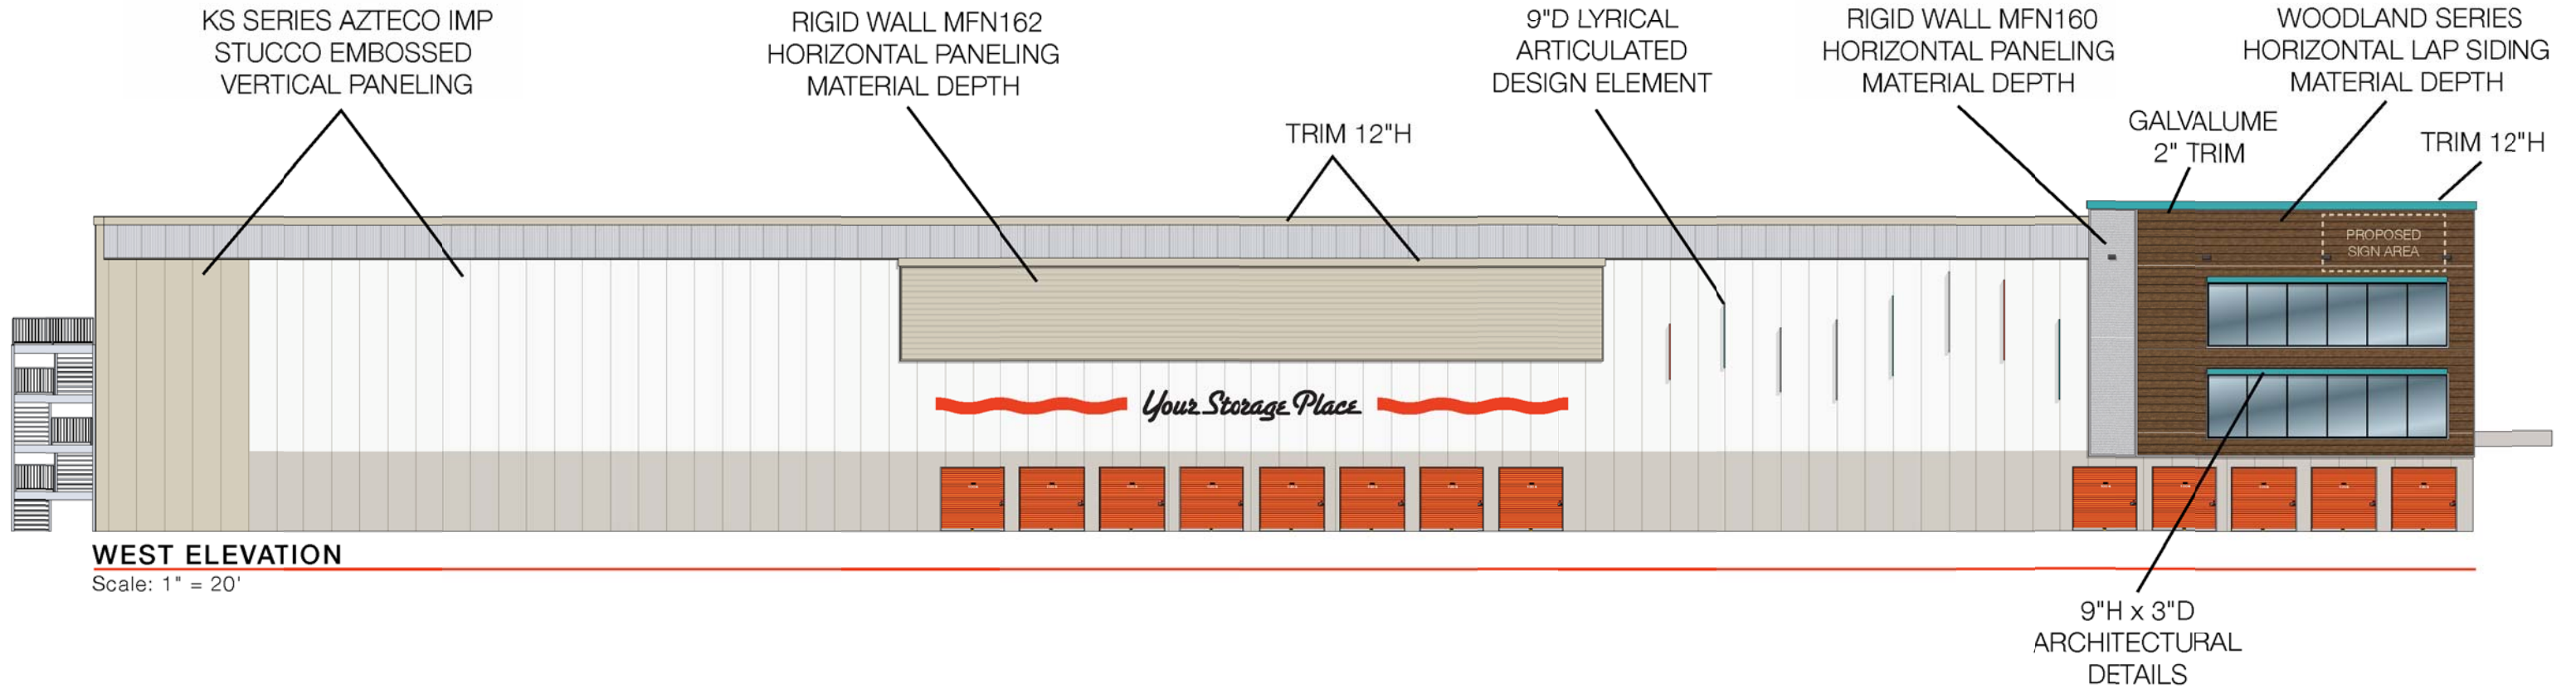 KS SERIES AZTECO IMP
STUCCO EMBOSSED
VERTICAL PANELING
RIGID WALL MFN162
HORIZONTAL PANELING
MATERIAL DEPTH
TRIM 12"H
9"D LYRICAL
ARTICULATED
DESIGN ELEMENT
RIGID WALL MFN160
HORIZONTAL PANELING
MATERIAL DEPTH
WOODLAND SERIES
HORIZONTAL LAP SIDING
MATERIAL DEPTH
GALVALUME
2" TRIM
TRIM 12"H
PROPOSED
SIGN AREA
Your Storage Place
WEST ELEVATION
Scale: 1" = 20'
9"H x 3"D
ARCHITECTURAL
DETAILS